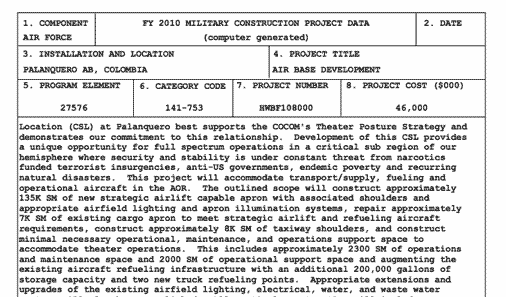 1. COMPONENT FY 2010 MILITARY CONSTRUCTION PROJECT DATA 2. DATE
AIR FORCE (computer generated)
3. INSTALLATION AND LOCATION 4. PROJECT TITLE
PALANQUERO AB, COLOMBIA AIR BASE DEVELOPMENT
5. PROGRAM ELEMENT 6. CATEGORY CODE 7. PROJECT NUMBER 8. PROJECT COST ($000)
27576 141-753 HWBF108000 46,000
Location (CSL) at Palanquero best supports the COCOM's Theater Posture Strategy and
demonstrates our commitment to this relationship. Development of this CSL provides
a unique opportunity for full spectrum operations in a critical sub region of our
hemisphere where security and stability is under constant threat from narcotics
funded terrorist insurgencies, anti-US governments, endemic poverty and recurring
natural disasters. This project will accommodate transport/supply, fueling and
operational aircraft in the AOR. The outlined scope will construct approximately
135K SM of new strategic airlift capable apron with associated shoulders and
appropriate airfield lighting and apron illumination systems, repair approximately
7K SM of existing cargo apron to meet strategic airlift and refueling aircraft
requirements, construct approximately 8K SM of taxiway shoulders, and construct
minimal necessary operational, maintenance, and operations support space to
accommodate theater operations. This includes approximately 2300 SM of operations
and maintenance space and 2000 SM of operational support space and augmenting the
existing aircraft refueling infrastructure with an additional 200,000 gallons of
storage capacity and two new truck refueling points. Appropriate extensions and
upgrades of the existing airfield lighting, electrical, water, and waste water